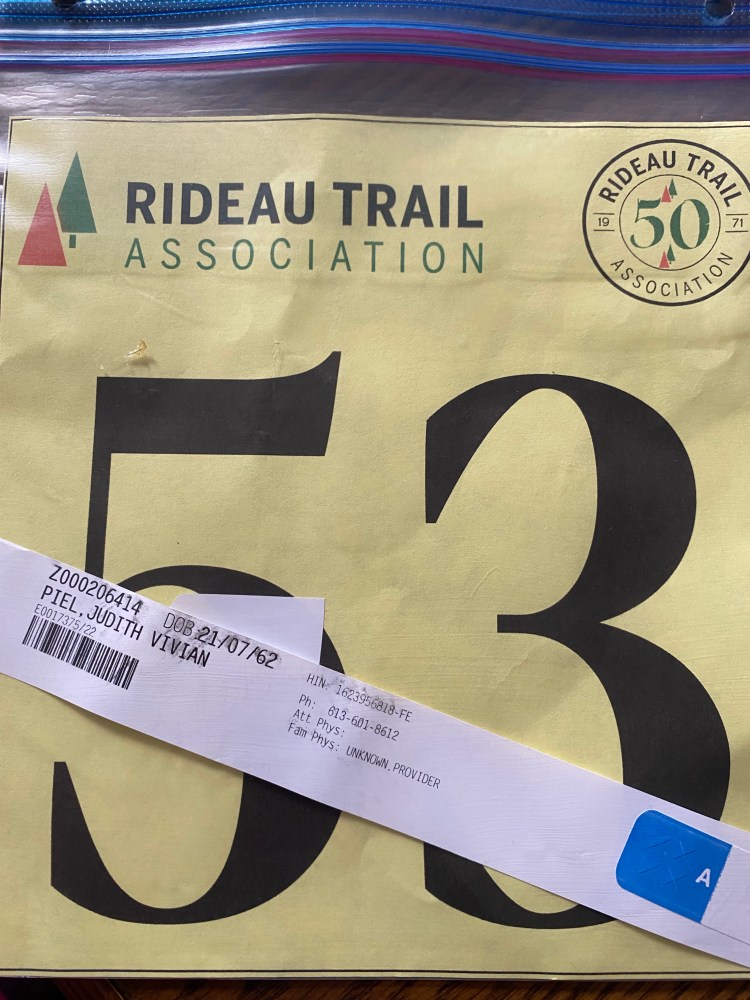 RIDEAU TRAIL
ASSOCIATION
RIDEAU TRAIL
19 50 71
ASSOCIATION
53
Z000206414 DOB:21/07/62
PIEL,JUDITH VIVIAN
E0017375/22
HIN: 1623956818-FE
Ph: 613-601-8612
Att Phys:
Fam Phys: UNKNOWN,PROVIDER
A